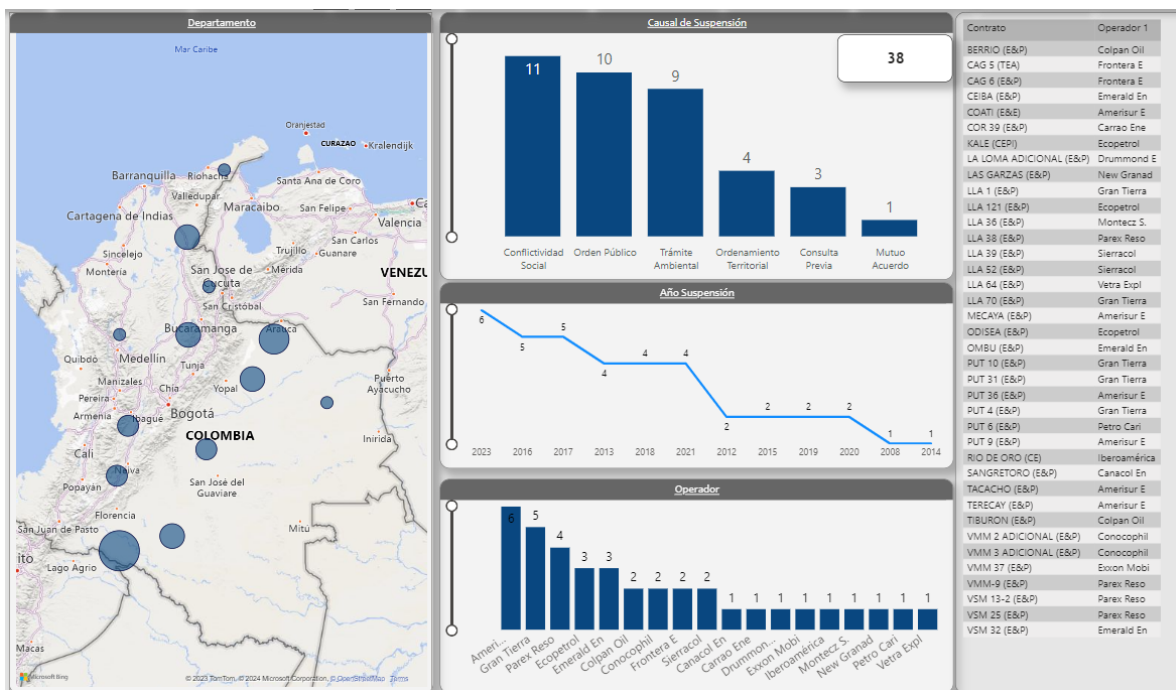 Departamento
Mar Caribe
Oranjestad
CURAZAO
Kralendijk
Barranquilla
Riohacha
Santa Ana de Coro
Valledupar
Maracaibo
San Felipe
Cartagena de Indias
Valencia
San Carlos
Trujillo
Guanare
Sincelejo
Montería
Mérida
San Jose de
Cucuta
VENEZU
San Cristóbal
San Fernando
Bucaramanga
Arauca
Quibdó
Medellín
Tunja
Puerto
Ayacucho
Manizales
Chía
Yopal
Pereira
Bogotá
Armenia
Ibagué
COLOMBIA
Inirida
Cali
Neiva
San José del
Guaviare
Popayán
Florencia
Mitú
San Juan de Pasto
ito
Lago Agrio
Macas
Microsoft Bing
© 2023 TomTom, © 2024 Microsoft Corporation, © OpenStreetMap Terms
Causal de Suspensión
38
11
10
9
4
3
1
Conflictividad
Social
Orden Público
Trámite
Ambiental
Ordenamiento
Territorial
Consulta
Previa
Mutuo
Acuerdo
Año Suspensión
6
5
5
4
4
4
2
2
2
2
1
1
2023 2016 2017 2013 2018 2021 2012 2015 2019 2020 2008 2014
Operador
6 5 4 3 3 2 2 2 2 1 1 1 1 1 1 1 1 1
Ameri...
Gran Tierra
Parex Reso
Ecopetrol
Emerald En
Colpan Oil
Conocophil
Frontera E
Sierracol
Canacol En
Carrao Ene
Drummon...
Exxon Mobi
Iberoamérica
Montecz S.
New Granad
Petro Cari
Vetra Expl
Contrato Operador 1
BERRIO (E&P) Colpan Oil
CAG 5 (TEA) Frontera E
CAG 6 (E&P) Frontera E
CEIBA (E&P) Emerald En
COATI (E&E) Amerisur E
COR 39 (E&P) Carrao Ene
KALE (CEPI) Ecopetrol
LA LOMA ADICIONAL (E&P) Drummond E
LAS GARZAS (E&P) New Granad
LLA 1 (E&P) Gran Tierra
LLA 121 (E&P) Ecopetrol
LLA 36 (E&P) Montecz S.
LLA 38 (E&P) Parex Reso
LLA 39 (E&P) Sierracol
LLA 52 (E&P) Sierracol
LLA 64 (E&P) Vetra Expl
LLA 70 (E&P) Gran Tierra
MECAYA (E&P) Amerisur E
ODISEA (E&P) Ecopetrol
OMBU (E&P) Emerald En
PUT 10 (E&P) Gran Tierra
PUT 31 (E&P) Gran Tierra
PUT 36 (E&P) Amerisur E
PUT 4 (E&P) Gran Tierra
PUT 6 (E&P) Petro Cari
PUT 9 (E&P) Amerisur E
RIO DE ORO (CE) Iberoamérica
SANGRETORO (E&P) Canacol En
TACACHO (E&P) Amerisur E
TERECAY (E&P) Amerisur E
TIBURON (E&P) Colpan Oil
VMM 2 ADICIONAL (E&P) Conocophil
VMM 3 ADICIONAL (E&P) Conocophil
VMM 37 (E&P) Exxon Mobi
VMM-9 (E&P) Parex Reso
VSM 13-2 (E&P) Parex Reso
VSM 25 (E&P) Parex Reso
VSM 32 (E&P) Emerald En